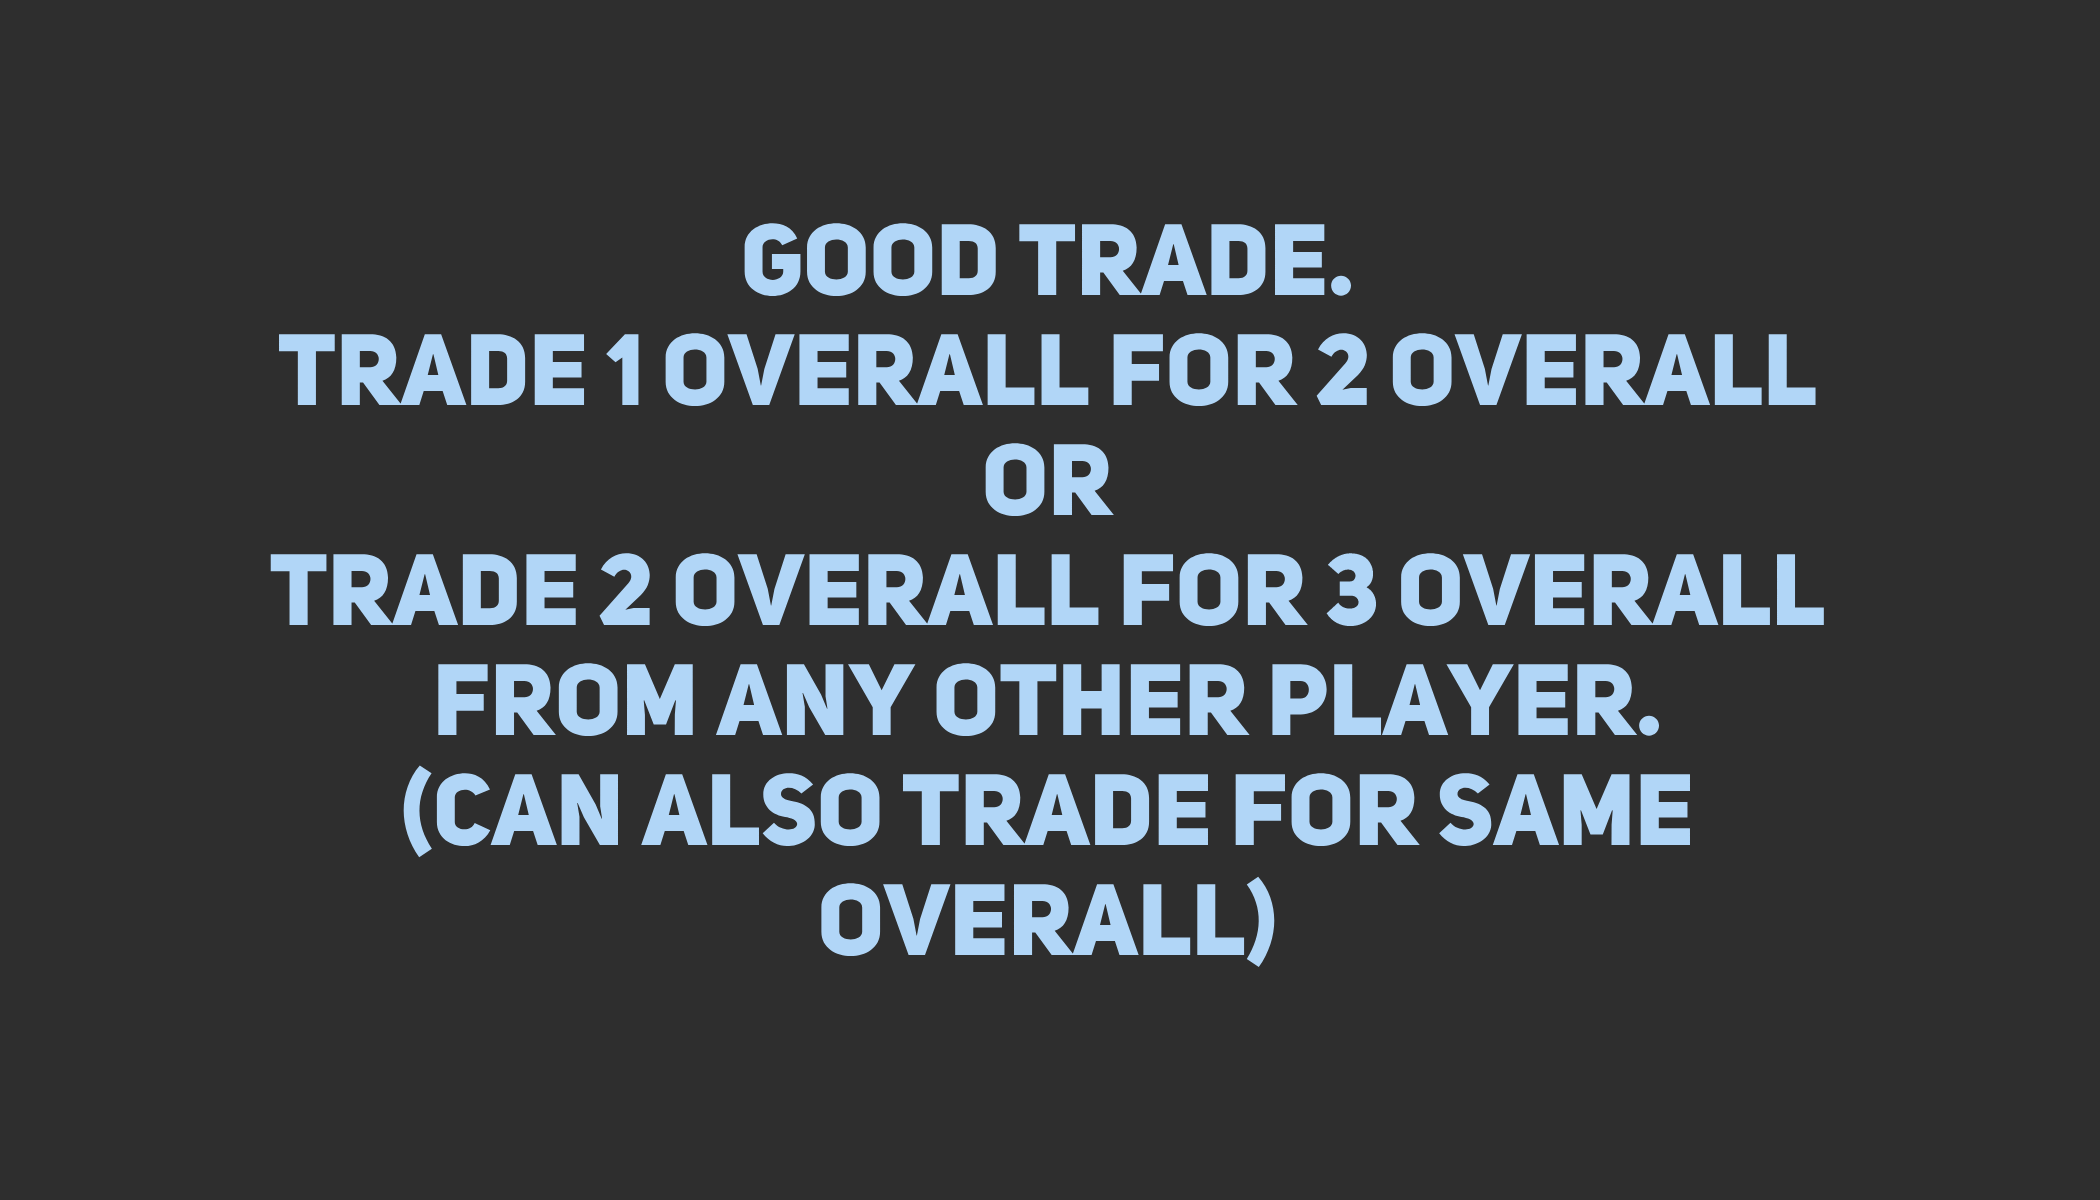 GOOD TRADE.
TRADE 1 OVERALL FOR 2 OVERALL
OR
TRADE 2 OVERALL FOR 3 OVERALL
FROM ANY OTHER PLAYER.
(CAN ALSO TRADE FOR SAME
OVERALL)